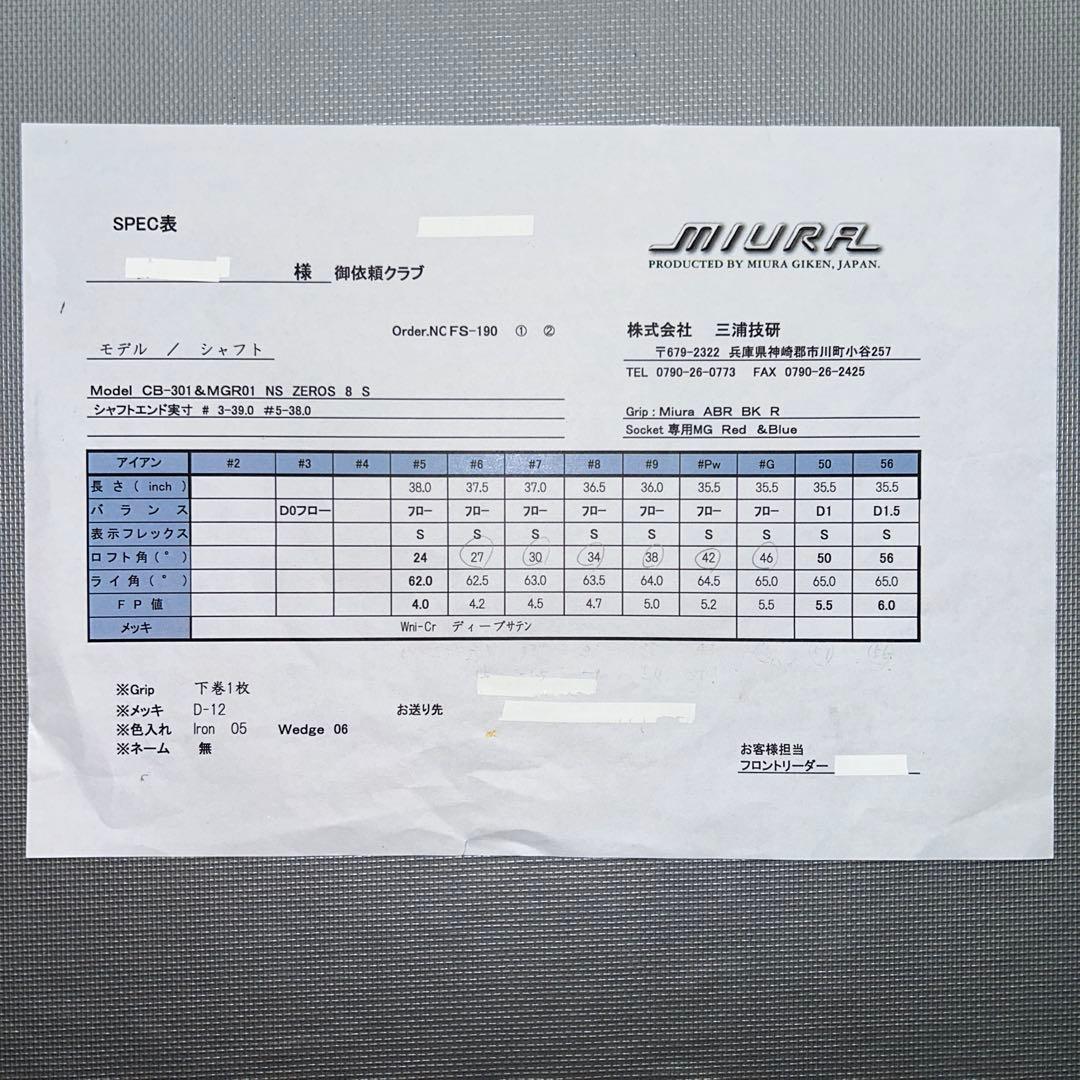 SPEC表
MIURA
PRODUCTED BY MIURA GIKEN, JAPAN.
様 御依頼クラブ
Order.NC FS-190 ① ②
株式会社 三浦技研
モデル / シャフト
〒679-2322 兵庫県神崎郡市川町小谷257
TEL 0790-26-0773 FAX 0790-26-2425
Model CB-301&MGR01 NS ZEROS 8 S
シャフトエンド実寸 # 3-39.0 #5-38.0
Grip : Miura ABR BK R
Socket 専用MG Red &Blue
アイアン #2 #3 #4 #5 #6 #7 #8 #9 #Pw #G 50 56
長さ( inch ) 38.0 37.5 37.0 36.5 36.0 35.5 35.5 35.5 35.5
バランス D0フロー フロー フロー フロー フロー フロー フロー フロー D1 D1.5
表示フレックス S S S S S S S S S
ロフト角(°) 24 27 30 34 38 42 46 50 56
ライ角(°) 62.0 62.5 63.0 63.5 64.0 64.5 65.0 65.0 65.0
FP値 4.0 4.2 4.5 4.7 5.0 5.2 5.5 5.5 6.0
メッキ Wni-Cr ディープサテン
※Grip 下巻1枚
※メッキ D-12 お送り先
※色入れ Iron 05 Wedge 06
※ネーム 無
お客様担当
フロントリーダー